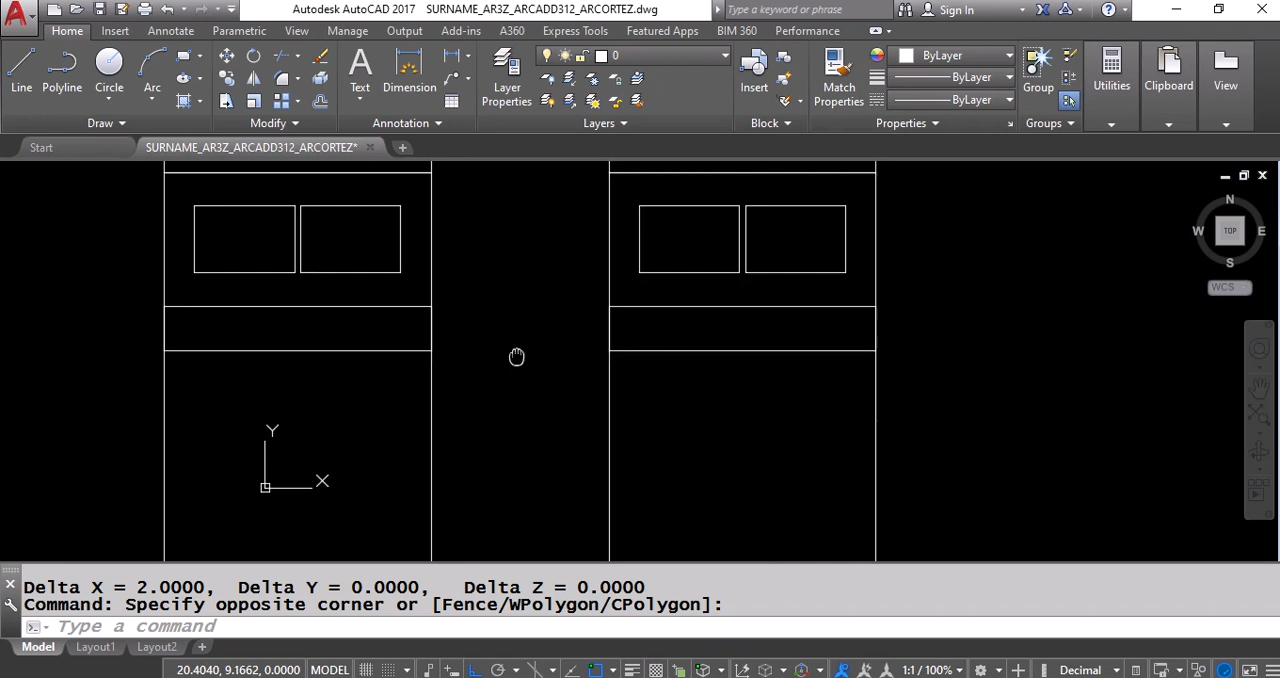 Autodesk AutoCAD 2017 SURNAME_AR3Z_ARCADD312_ARCORTEZ.dwg
Type a keyword or phrase
Sign In
Home Insert Annotate Parametric View Manage Output Add-ins A360 Express Tools Featured Apps BIM 360 Performance
Line Polyline Circle Arc
Text Dimension
Layer Properties
0
Insert
Match Properties
ByLayer
ByLayer
ByLayer
Group
Utilities
Clipboard
View
Draw Modify Annotation Layers Block Properties Groups
Start SURNAME_AR3Z_ARCADD312_ARCORTEZ*
N
W TOP E
S
WCS
Y
X
Delta X = 2.0000, Delta Y = 0.0000, Delta Z = 0.0000
Command: Specify opposite corner or [Fence/WPolygon/CPolygon]:
Type a command
Model Layout1 Layout2
20.4040, 9.1662, 0.0000 MODEL 1:1 / 100% Decimal